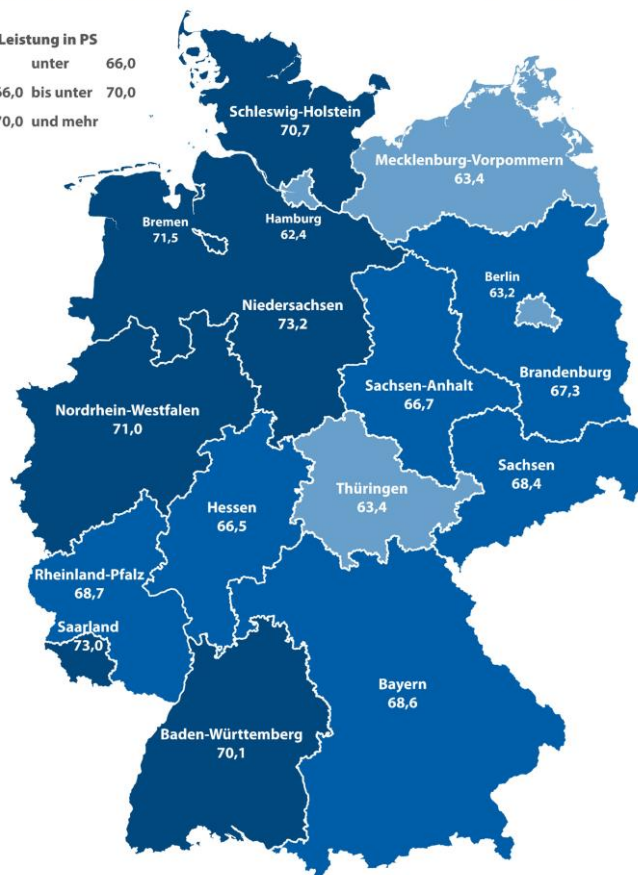 Leistung in PS
unter 66,0
66,0 bis unter 70,0
70,0 und mehr
Schleswig-Holstein
70,7
Mecklenburg-Vorpommern
63,4
Hamburg
62,4
Bremen
71,5
Berlin
63,2
Niedersachsen
73,2
Brandenburg
67,3
Sachsen-Anhalt
66,7
Nordrhein-Westfalen
71,0
Sachsen
68,4
Thüringen
63,4
Hessen
66,5
Rheinland-Pfalz
68,7
Saarland
73,0
Bayern
68,6
Baden-Württemberg
70,1